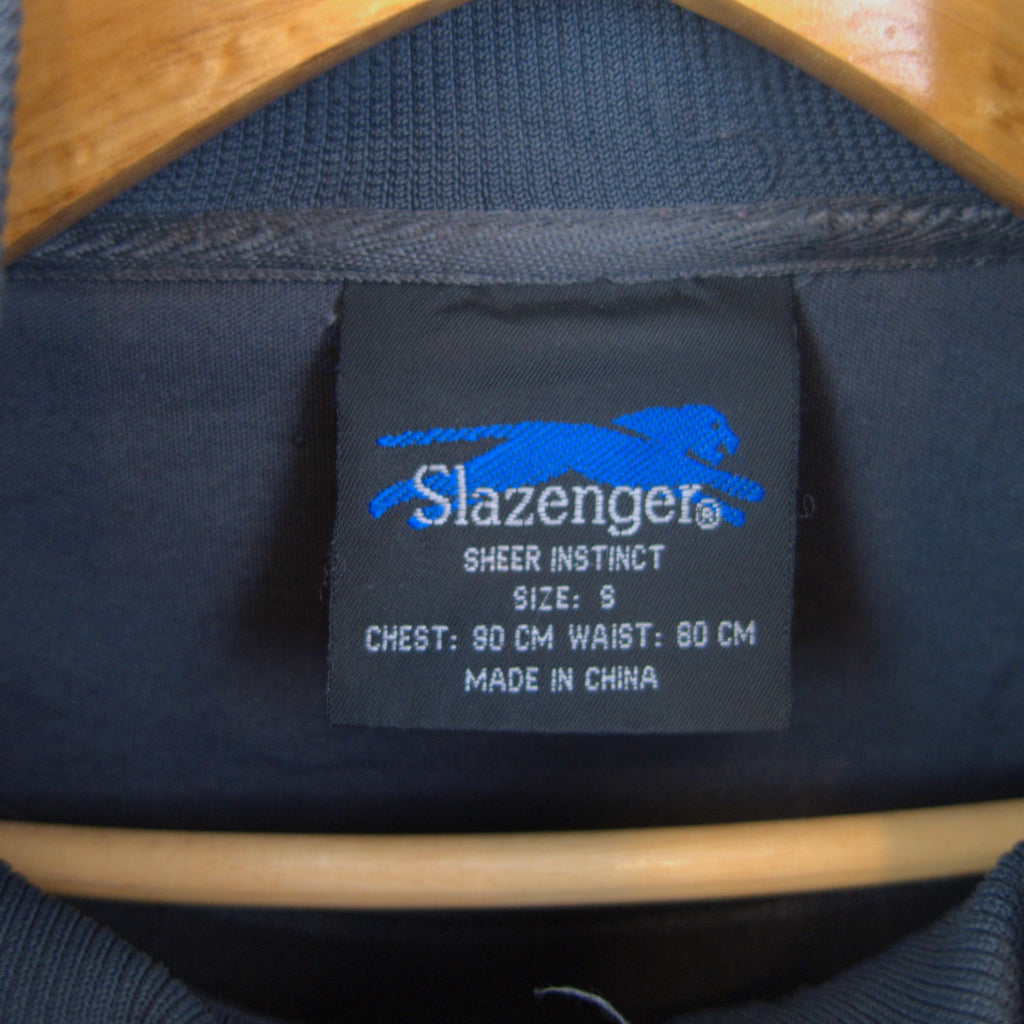 Slazenger®
SHEER INSTINCT
SIZE: S
CHEST: 90 CM WAIST: 80 CM
MADE IN CHINA